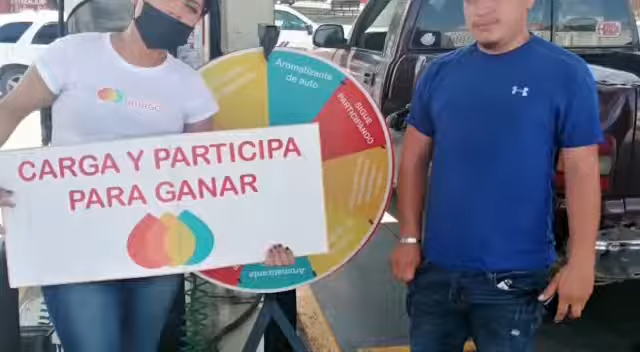 Aromatizante
de auto
SIGUE
PARTICIPANDO
CARGA Y PARTICIPA
PARA GANAR
Aromatizante